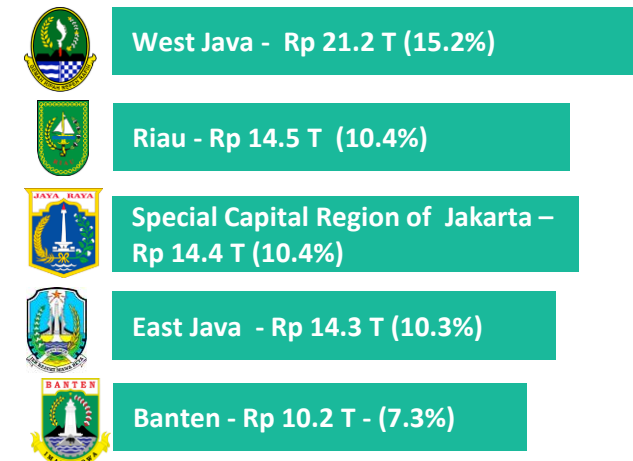 West Java - Rp 21.2 T (15.2%)
Riau - Rp 14.5 T (10.4%)
JAYA RAYA
Special Capital Region of Jakarta –
Rp 14.4 T (10.4%)
East Java - Rp 14.3 T (10.3%)
BANTEN
Banten - Rp 10.2 T - (7.3%)